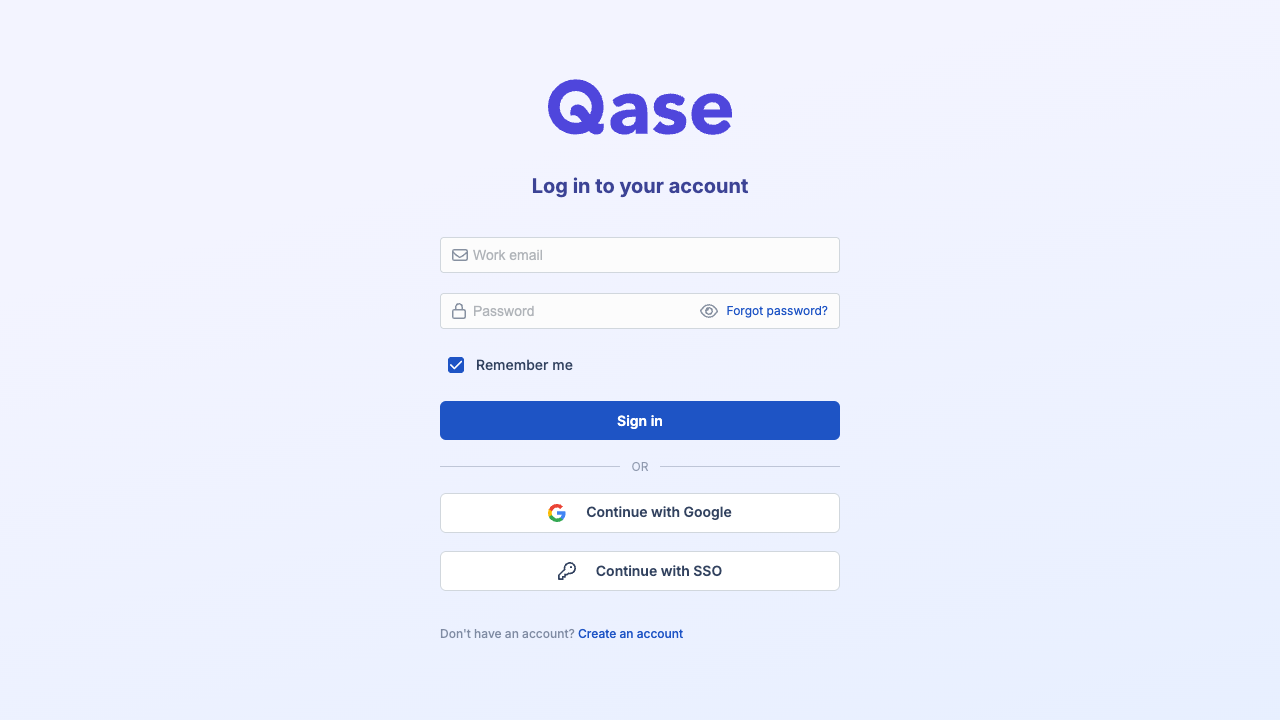 Qase
Log in to your account
Work email
Password
Forgot password?
Remember me
Sign in
OR
Continue with Google
Continue with SSO
Don't have an account? Create an account